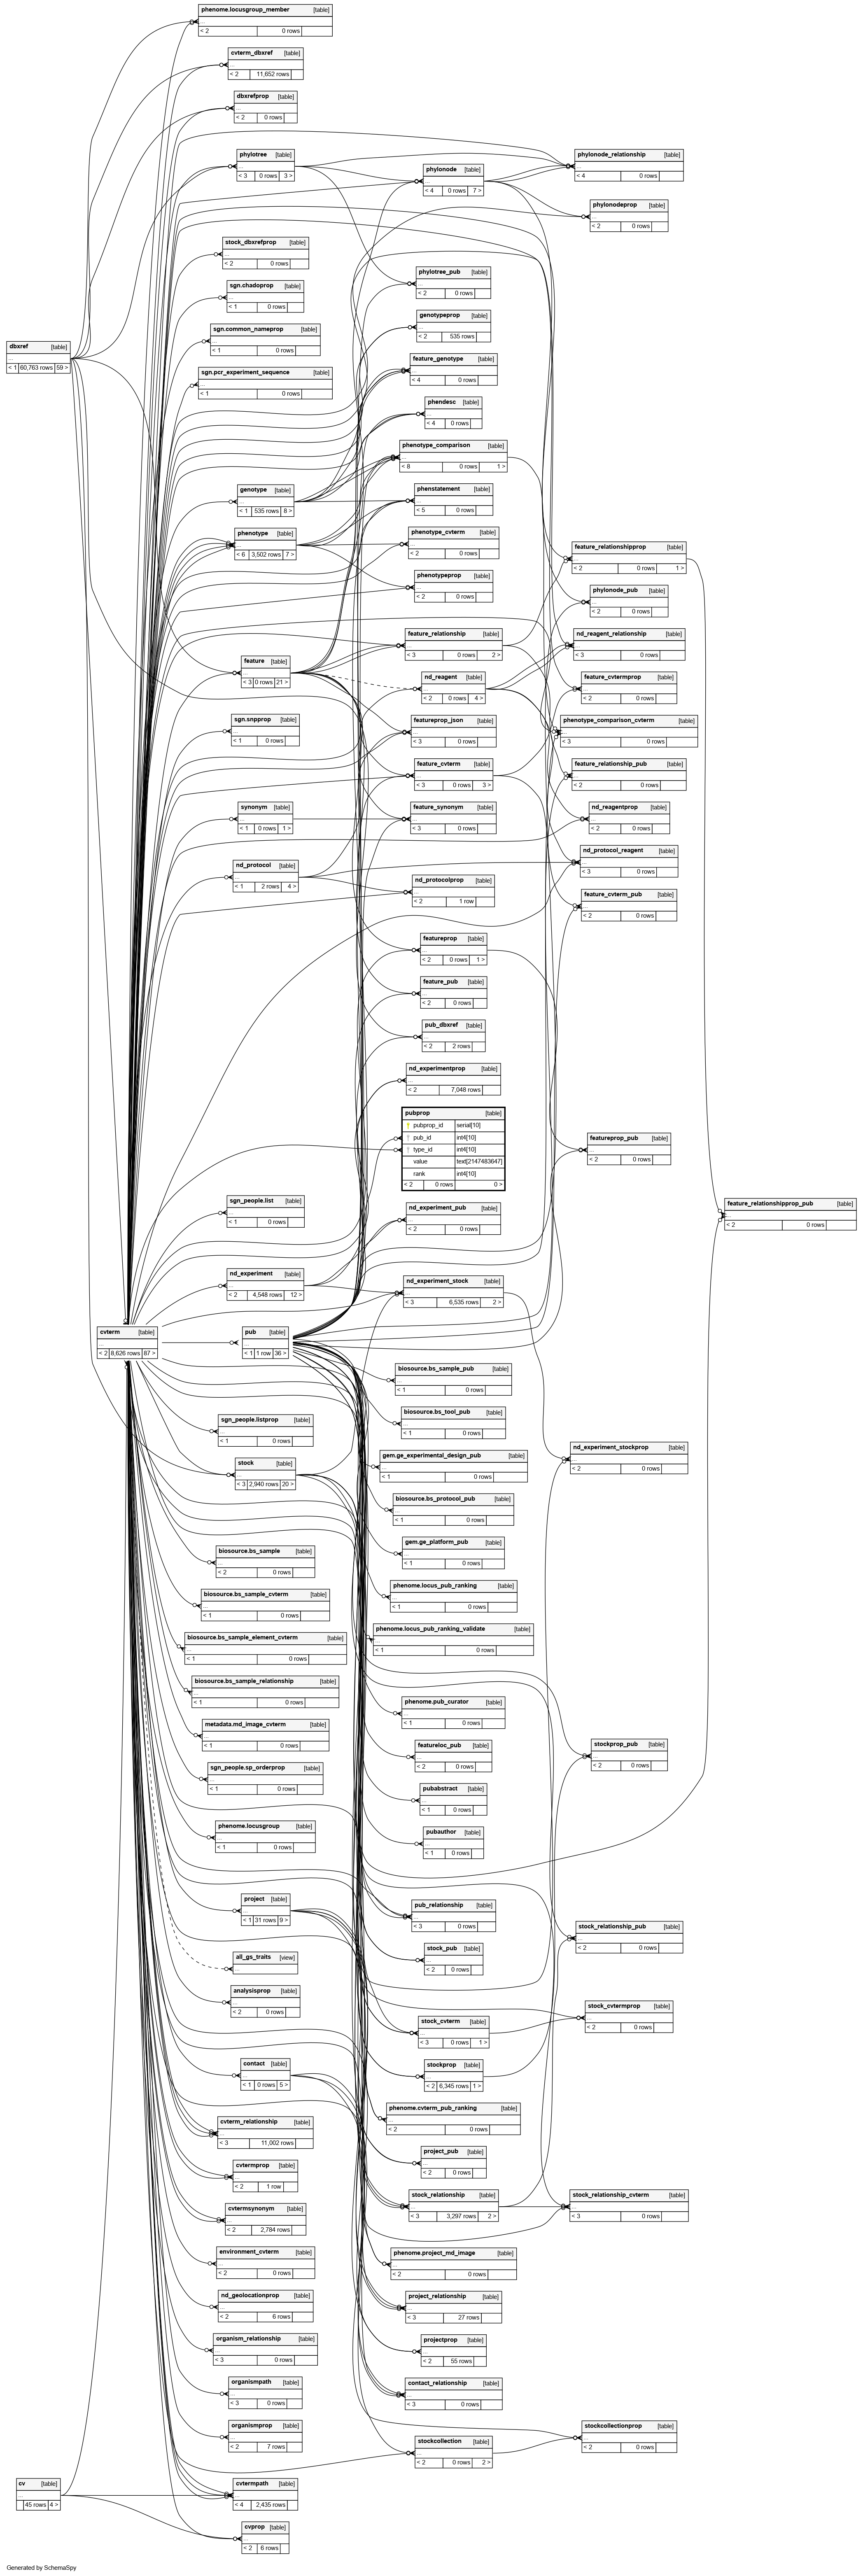 phenome.locusgroup_member [table]
...
< 2 0 rows
cvterm_dbxref [table]
...
< 2 11,652 rows
dbxrefprop [table]
...
< 2 0 rows
phylotree [table]
...
< 3 0 rows 3 >
phylonode_relationship [table]
...
< 4 0 rows
phylonode [table]
...
< 4 0 rows 7 >
phylonodeprop [table]
...
< 2 0 rows
stock_dbxrefprop [table]
...
< 2 0 rows
phylotree_pub [table]
...
< 2 0 rows
sgn.chadoprop [table]
...
< 1 0 rows
genotypeprop [table]
...
< 2 535 rows
sgn.common_nameprop [table]
...
< 1 0 rows
dbxref [table]
...
< 1 60,763 rows 59 >
feature_genotype [table]
...
< 4 0 rows
sgn.pcr_experiment_sequence [table]
...
< 1 0 rows
phendesc [table]
...
< 4 0 rows
phenotype_comparison [table]
...
< 8 0 rows 1 >
genotype [table]
...
< 1 535 rows 8 >
phenstatement [table]
...
< 5 0 rows
phenotype [table]
...
< 6 3,502 rows 7 >
phenotype_cvterm [table]
...
< 2 0 rows
feature_relationshipprop [table]
...
< 2 0 rows 1 >
phenotypeprop [table]
...
< 2 0 rows
phylonode_pub [table]
...
< 2 0 rows
feature_relationship [table]
...
< 3 0 rows 2 >
nd_reagent_relationship [table]
...
< 3 0 rows
feature [table]
...
< 3 0 rows 21 >
nd_reagent [table]
...
< 2 0 rows 4 >
feature_cvtermprop [table]
...
< 2 0 rows
sgn.snpprop [table]
...
< 1 0 rows
featureprop_json [table]
...
< 3 0 rows
phenotype_comparison_cvterm [table]
...
< 3 0 rows
feature_cvterm [table]
...
< 3 0 rows 3 >
feature_relationship_pub [table]
...
< 2 0 rows
synonym [table]
...
< 1 0 rows 1 >
feature_synonym [table]
...
< 3 0 rows
nd_reagentprop [table]
...
< 2 0 rows
nd_protocol [table]
...
< 1 2 rows 4 >
nd_protocol_reagent [table]
...
< 3 0 rows
nd_protocolprop [table]
...
< 2 1 row
feature_cvterm_pub [table]
...
< 2 0 rows
featureprop [table]
...
< 2 0 rows 1 >
feature_pub [table]
...
< 2 0 rows
pub_dbxref [table]
...
< 2 2 rows
nd_experimentprop [table]
...
< 2 7,048 rows
pubprop [table]
pubprop_id serial[10]
pub_id int4[10]
type_id int4[10]
value text[2147483647]
rank int4[10]
< 2 0 rows 0 >
featureprop_pub [table]
...
< 2 0 rows
sgn_people.list [table]
...
< 1 0 rows
nd_experiment_pub [table]
...
< 2 0 rows
feature_relationshipprop_pub [table]
...
< 2 0 rows
nd_experiment [table]
...
< 2 4,548 rows 12 >
nd_experiment_stock [table]
...
< 3 6,535 rows 2 >
cvterm [table]
...
< 2 8,626 rows 87 >
pub [table]
...
< 1 1 row 36 >
biosource.bs_sample_pub [table]
...
< 1 0 rows
sgn_people.listprop [table]
...
< 1 0 rows
biosource.bs_tool_pub [table]
...
< 1 0 rows
stock [table]
...
< 3 2,940 rows 20 >
gem.ge_experimental_design_pub [table]
...
< 1 0 rows
nd_experiment_stockprop [table]
...
< 2 0 rows
biosource.bs_protocol_pub [table]
...
< 1 0 rows
biosource.bs_sample [table]
...
< 2 0 rows
gem.ge_platform_pub [table]
...
< 1 0 rows
biosource.bs_sample_cvterm [table]
...
< 1 0 rows
phenome.locus_pub_ranking [table]
...
< 1 0 rows
biosource.bs_sample_element_cvterm [table]
...
< 1 0 rows
phenome.locus_pub_ranking_validate [table]
...
< 1 0 rows
biosource.bs_sample_relationship [table]
...
< 1 0 rows
phenome.pub_curator [table]
...
< 1 0 rows
metadata.md_image_cvterm [table]
...
< 1 0 rows
featureloc_pub [table]
...
< 2 0 rows
stockprop_pub [table]
...
< 2 0 rows
sgn_people.sp_orderprop [table]
...
< 1 0 rows
pubabstract [table]
...
< 1 0 rows
phenome.locusgroup [table]
...
< 1 0 rows
pubauthor [table]
...
< 1 0 rows
project [table]
...
< 1 31 rows 9 >
pub_relationship [table]
...
< 3 0 rows
stock_relationship_pub [table]
...
< 2 0 rows
all_gs_traits [view]
...
stock_pub [table]
...
< 2 0 rows
analysisprop [table]
...
< 2 0 rows
stock_cvterm [table]
...
< 3 0 rows 1 >
stock_cvtermprop [table]
...
< 2 0 rows
contact [table]
...
< 1 0 rows 5 >
stockprop [table]
...
< 2 6,345 rows 1 >
cvterm_relationship [table]
...
< 3 11,002 rows
phenome.cvterm_pub_ranking [table]
...
< 2 0 rows
cvtermprop [table]
...
< 2 1 row
project_pub [table]
...
< 2 0 rows
cvtermsynonym [table]
...
< 2 2,784 rows
stock_relationship [table]
...
< 3 3,297 rows 2 >
stock_relationship_cvterm [table]
...
< 3 0 rows
environment_cvterm [table]
...
< 2 0 rows
phenome.project_md_image [table]
...
< 2 0 rows
nd_geolocationprop [table]
...
< 2 6 rows
project_relationship [table]
...
< 3 27 rows
organism_relationship [table]
...
< 3 0 rows
projectprop [table]
...
< 2 55 rows
organismpath [table]
...
< 3 0 rows
contact_relationship [table]
...
< 3 0 rows
organismprop [table]
...
< 2 7 rows
stockcollection [table]
...
< 2 0 rows 2 >
stockcollectionprop [table]
...
< 2 0 rows
cv [table]
...
45 rows 4 >
cvtermpath [table]
...
< 4 2,435 rows
cvprop [table]
...
< 2 6 rows
Generated by SchemaSpy